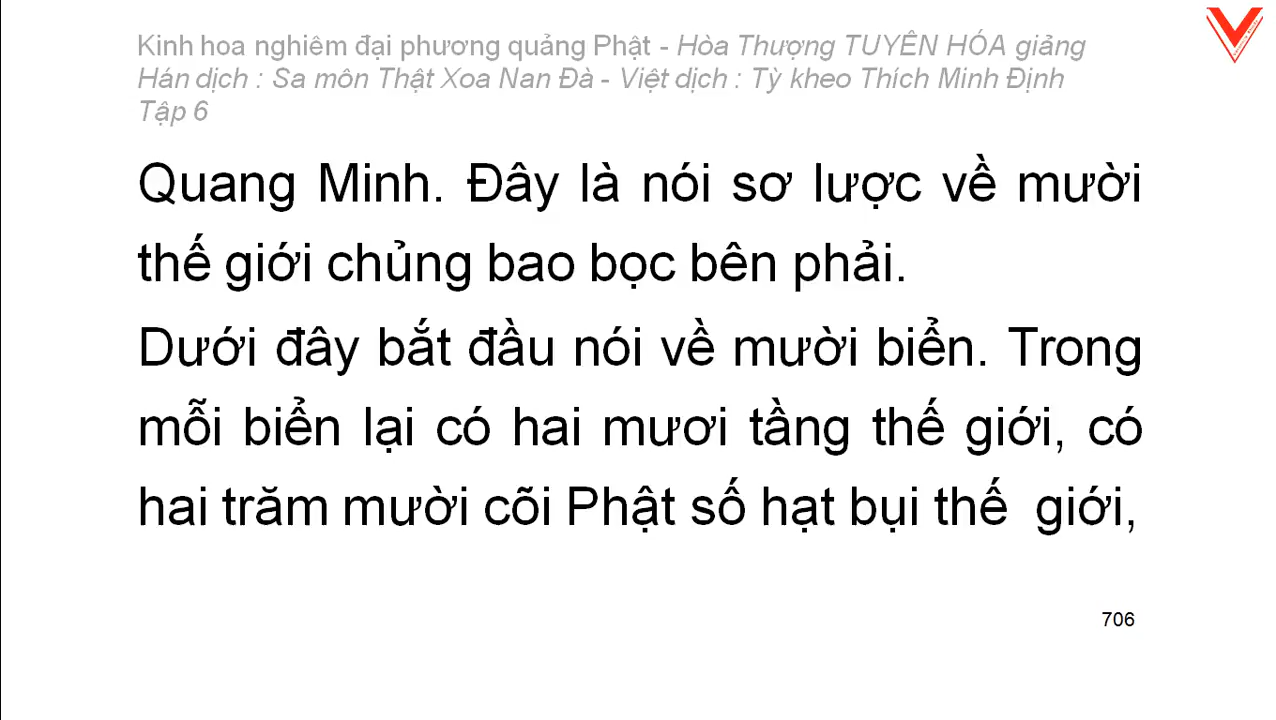 Kinh hoa nghiêm đại phương quảng Phật - Hòa Thượng TUYÊN HÓA giảng
Hán dịch : Sa môn Thật Xoa Nan Đà - Việt dịch : Tỳ kheo Thích Minh Định
Tập 6
Quang Minh. Đây là nói sơ lược về mười
thế giới chủng bao bọc bên phải.
Dưới đây bắt đầu nói về mười biển. Trong
mỗi biển lại có hai mươi tầng thế giới, có
hai trăm mười cõi Phật số hạt bụi thế giới,
706